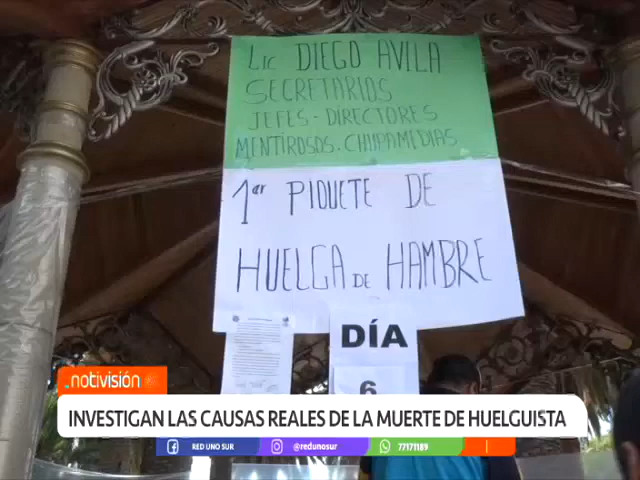 LIC DIEGO AVILA
SECRETARIOS
JEFES - DIRECTORES
MENTIROSOS - CHUPAMEDIAS
1er PIQUETE DE
HUELGA DE HAMBRE
DÍA
6
notivisión
INVESTIGAN LAS CAUSAS REALES DE LA MUERTE DE HUELGUISTA
RED UNO SUR
@redunosur
77171189